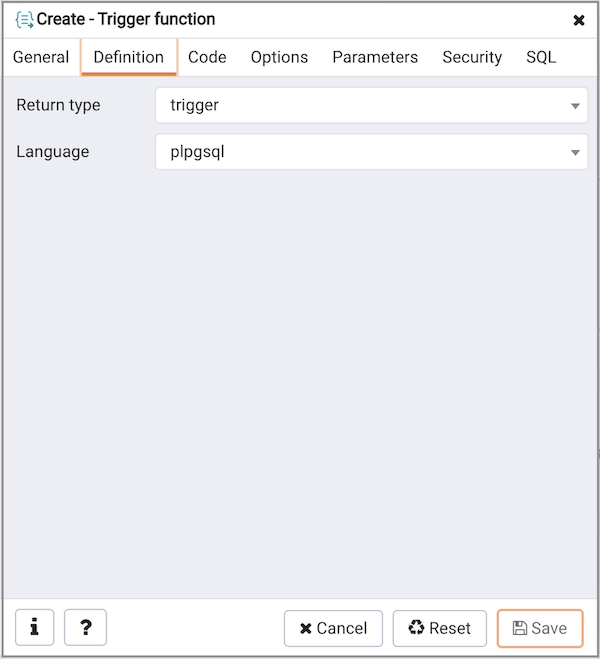 Create - Trigger function
General Definition Code Options Parameters Security SQL
Return type trigger
Language plpgsql
i ? Cancel Reset Save